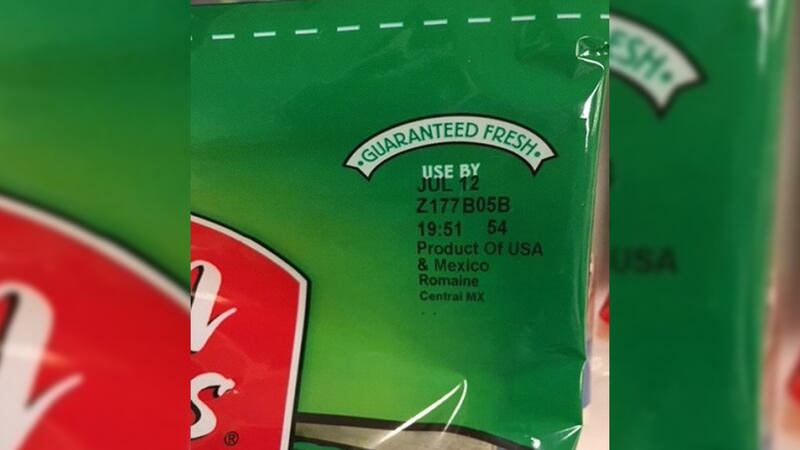 • GUARANTEED FRESH •
USE BY
JUL 12
Z177B05B
19:51 54
Product Of USA
& Mexico
Romaine
Central MX
®